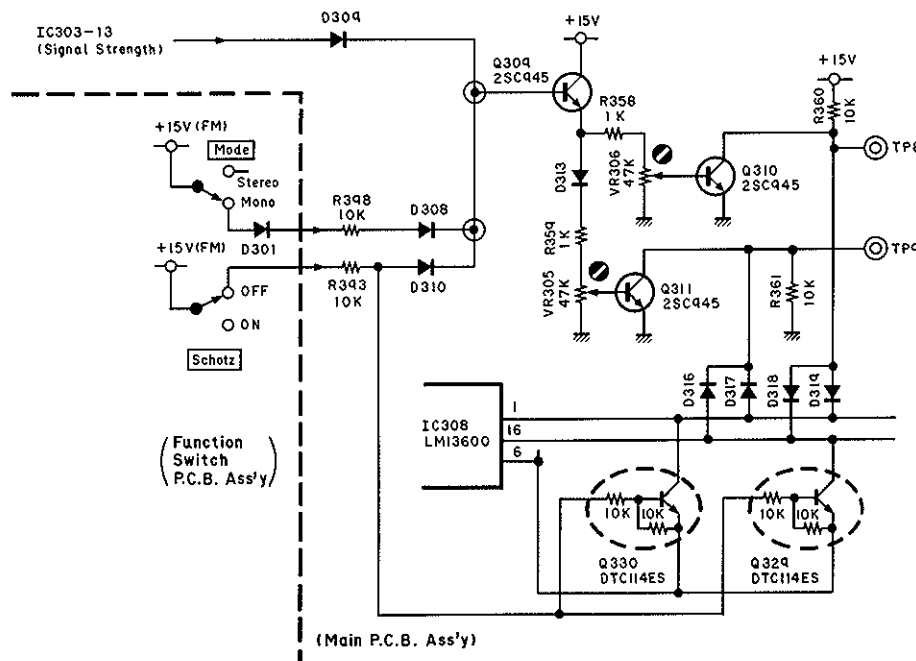 IC303-13
(Signal Strength)
D309
+15V
Q309
2SC945
+15V
R360
10K
R358
1K
TP8
+15V (FM)
Mode
Stereo
Mono
D301
R398
10K
D308
D313
VR306
47K
Q310
2SC945
+15V (FM)
OFF
ON
Schotz
R393
10K
D310
R359
1K
VR305
47K
Q311
2SC945
R361
10K
TP9
D316
D317
D318
D319
(Function
Switch
P.C.B. Ass'y)
IC308
LM13600
1
16
6
10K
10K
10K
10K
Q330
DTC114ES
Q329
DTC114ES
(Main P.C.B. Ass'y)